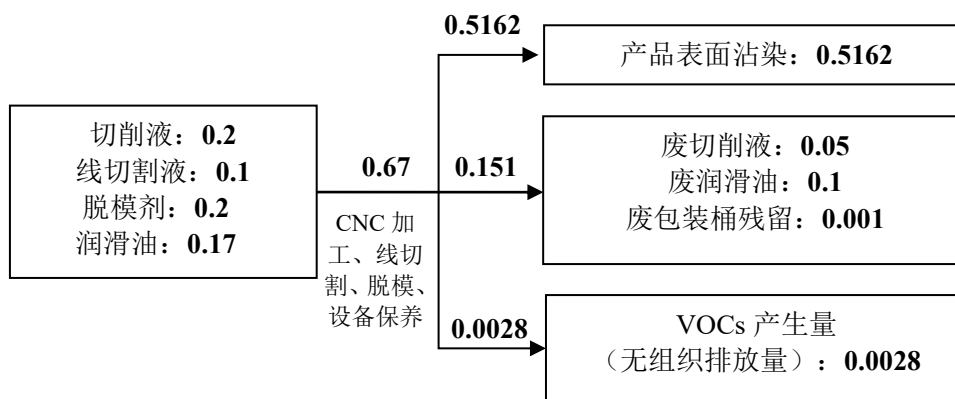 0.5162
产品表面沾染：0.5162
切削液：0.2
线切割液：0.1
脱模剂：0.2
润滑油：0.17
0.67
CNC 加
工、线切
割、脱模、
设备保养
0.151
废切削液：0.05
废润滑油：0.1
废包装桶残留：0.001
0.0028
VOCs 产生量
（无组织排放量）：0.0028